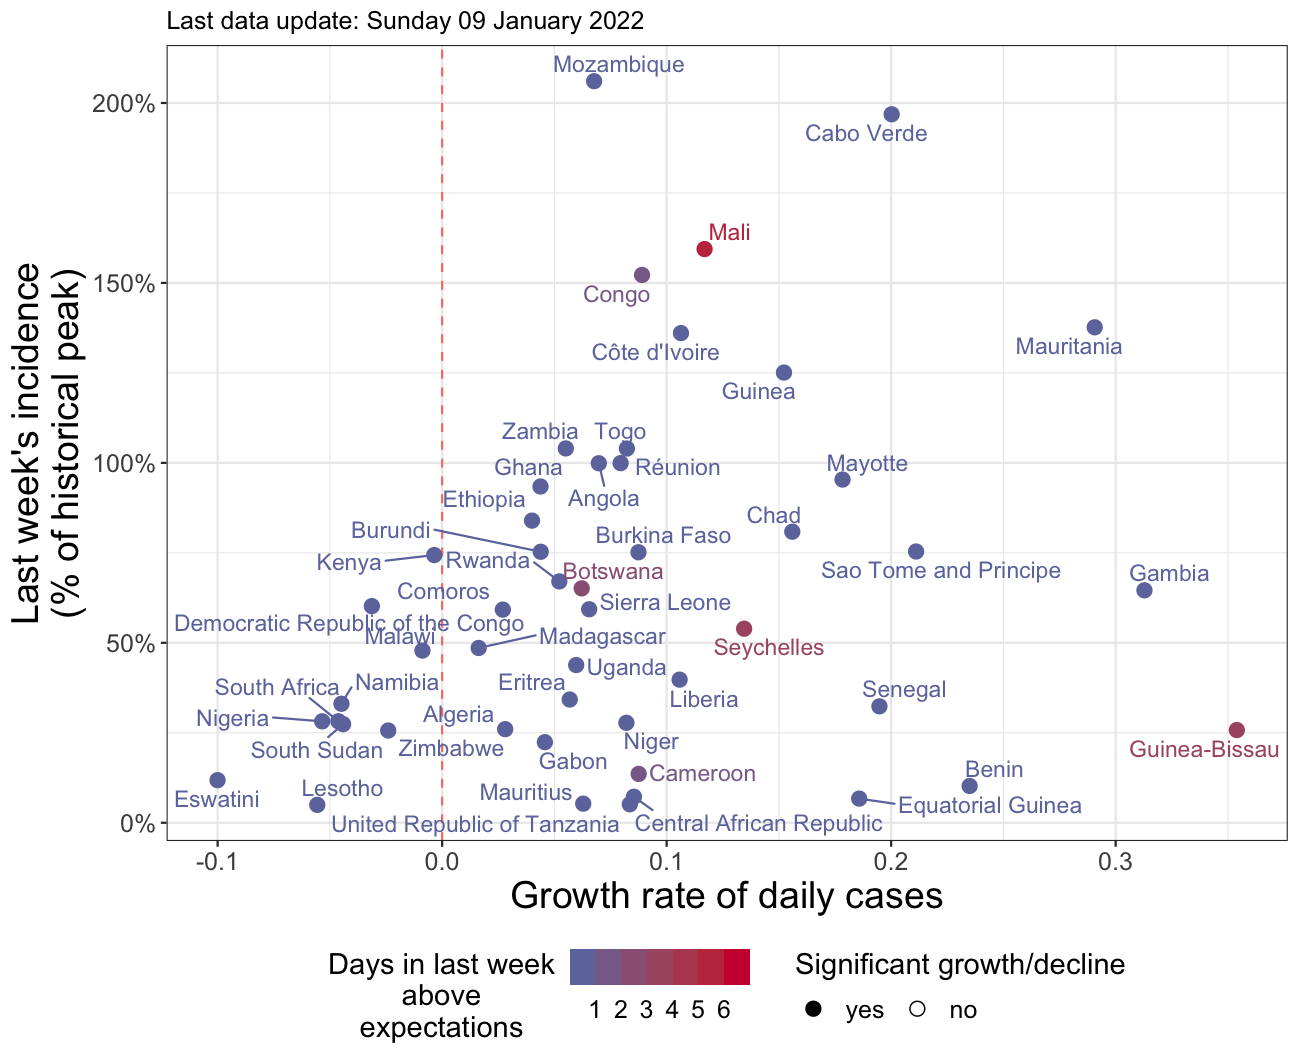 Last data update: Sunday 09 January 2022
Last week's incidence
(% of historical peak)
200%
150%
100%
50%
0%
Mozambique
Cabo Verde
Mali
Congo
Côte d'Ivoire
Mauritania
Guinea
Zambia
Togo
Ghana
Réunion
Mayotte
Ethiopia
Angola
Chad
Burundi
Burkina Faso
Kenya
Rwanda
Botswana
Sao Tome and Principe
Gambia
Comoros
Sierra Leone
Democratic Republic of the Congo
Malawi
Madagascar
Seychelles
Uganda
South Africa
Namibia
Eritrea
Liberia
Senegal
Nigeria
Algeria
South Sudan
Zimbabwe
Niger
Guinea-Bissau
Gabon
Cameroon
Benin
Eswatini
Lesotho
Mauritius
Equatorial Guinea
United Republic of Tanzania
Central African Republic
-0.1
0.0
0.1
0.2
0.3
Growth rate of daily cases
Days in last week
above
expectations
1 2 3 4 5 6
Significant growth/decline
yes
no